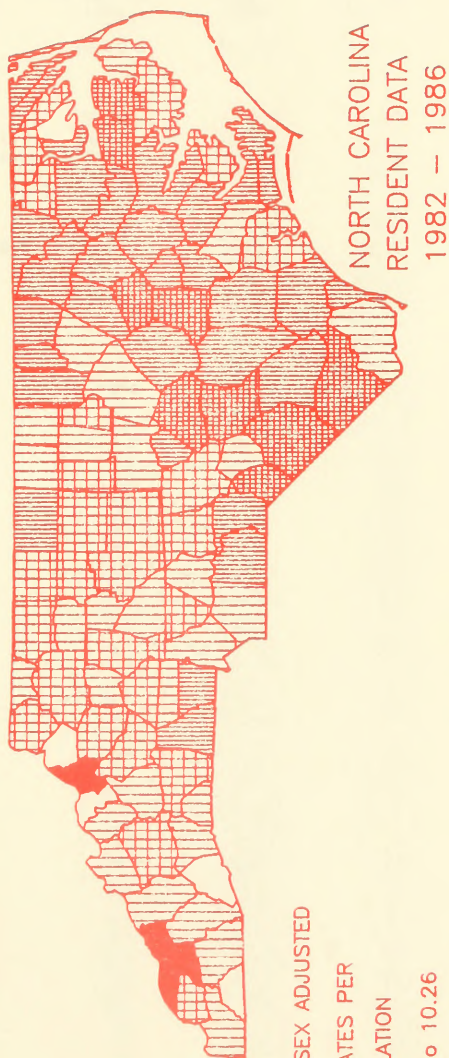 NORTH CAROLINA
RESIDENT DATA
1982 – 1986
SEX ADJUSTED
ATES PER
ATION
o 10.26